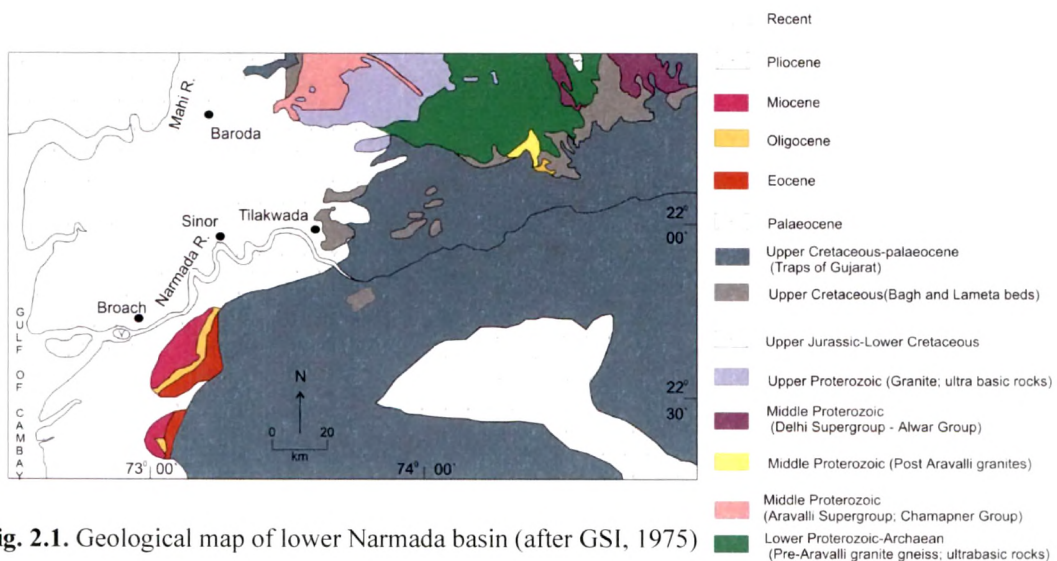 Recent
Pliocene
Miocene
Oligocene
Eocene
Palaeocene
Upper Cretaceous-palaeocene
(Traps of Gujarat)
Upper Cretaceous(Bagh and Lameta beds)
Upper Jurassic-Lower Cretaceous
Upper Proterozoic (Granite; ultra basic rocks)
Middle Proterozoic
(Delhi Supergroup - Alwar Group)
Middle Proterozoic (Post Aravalli granites)
Middle Proterozoic
(Aravalli Supergroup; Chamapner Group)
Lower Proterozoic-Archaean
(Pre-Aravalli granite gneiss; ultrabasic rocks)
Mahi R.
Baroda
Sinor
Tilakwada
Narmada R.
Broach
GULF OF CAMBAY
22°
00'
N
0 20
km
22°
30'
73° 00'
74° 00'
ig. 2.1. Geological map of lower Narmada basin (after GSI, 1975)